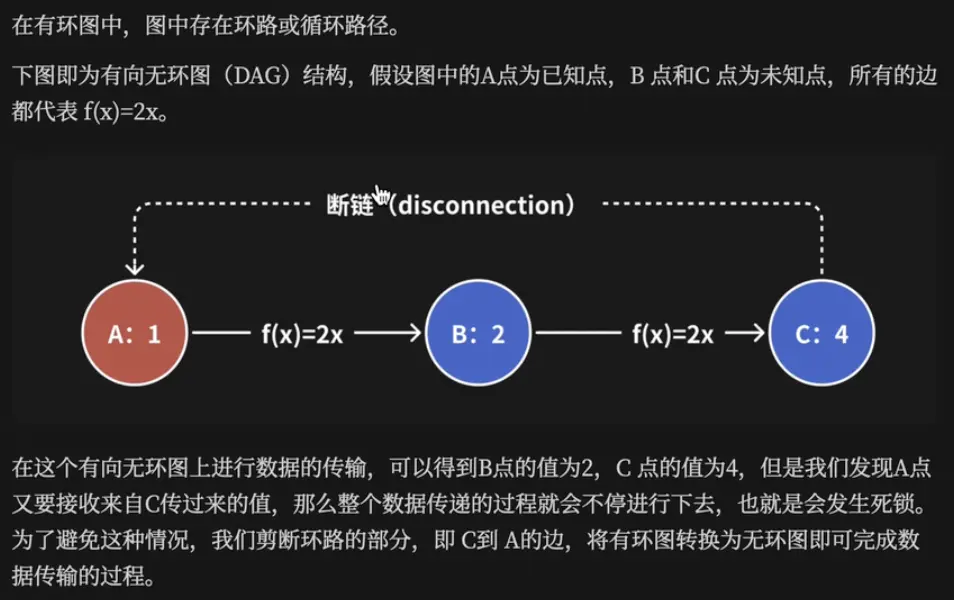 在有环图中，图中存在环路或循环路径。
下图即为有向无环图（DAG）结构，假设图中的A点为已知点，B 点和C 点为未知点，所有的边
都代表 f(x)=2x。
断链（disconnection）
A：1
f(x)=2x
B：2
f(x)=2x
C：4
在这个有向无环图上进行数据的传输，可以得到B点的值为2，C 点的值为4，但是我们发现A点
又要接收来自C传过来的值，那么整个数据传递的过程就会不停进行下去，也就是会发生死锁。
为了避免这种情况，我们剪断环路的部分，即 C到 A的边，将有环图转换为无环图即可完成数
据传输的过程。